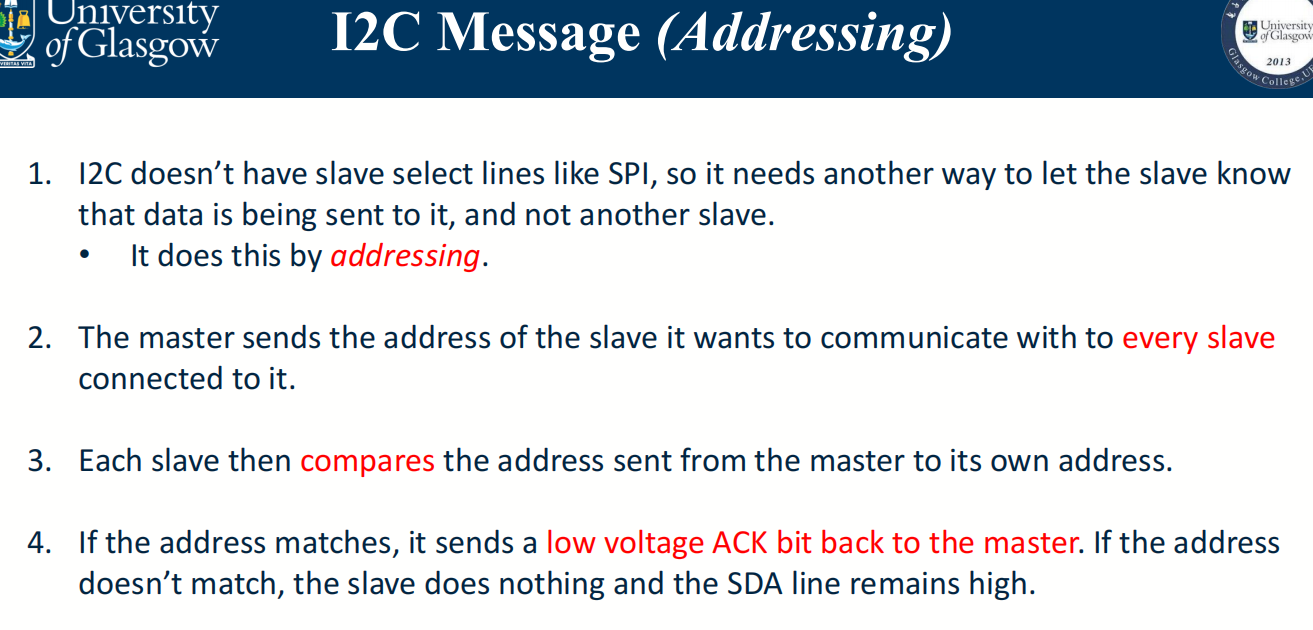 University
of Glasgow
VERITAS VITA
I2C Message (Addressing)
University
of Glasgow
2013
Glasgow College, U
1. I2C doesn’t have slave select lines like SPI, so it needs another way to let the slave know
that data is being sent to it, and not another slave.
• It does this by addressing.
2. The master sends the address of the slave it wants to communicate with to every slave
connected to it.
3. Each slave then compares the address sent from the master to its own address.
4. If the address matches, it sends a low voltage ACK bit back to the master. If the address
doesn’t match, the slave does nothing and the SDA line remains high.